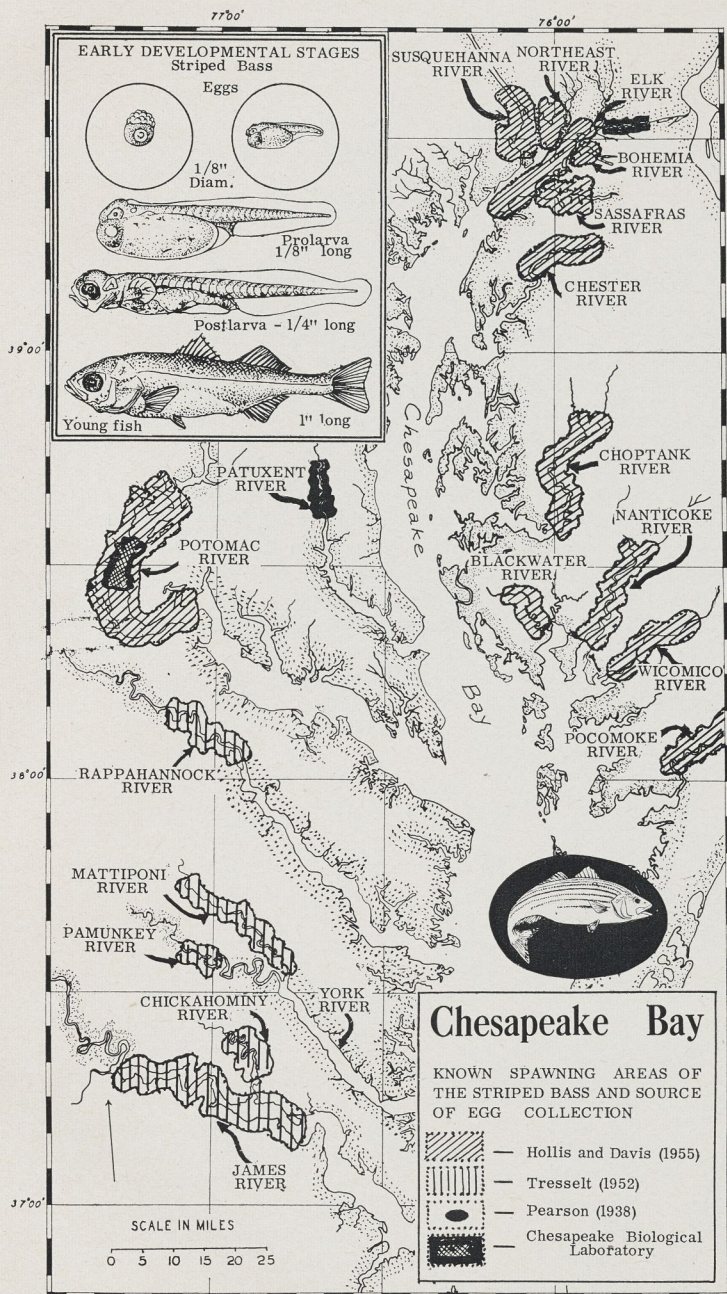 77°00'
76°00'
EARLY DEVELOPMENTAL STAGES
Striped Bass
Eggs
1/8"
Diam.
Prolarva
1/8" long
Postlarva - 1/4" long
Young fish
1" long
SUSQUEHANNA
RIVER
NORTHEAST
RIVER
ELK
RIVER
BOHEMIA
RIVER
SASSAFRAS
RIVER
CHESTER
RIVER
39°00'
Chesapeake
Bay
CHOPTANK
RIVER
PATUXENT
RIVER
NANTICOKE
RIVER
POTOMAC
RIVER
BLACKWATER
RIVER
WICOMICO
RIVER
POCOMOKE
RIVER
38°00'
RAPPAHANNOCK
RIVER
MATTIPONI
RIVER
PAMUNKEY
RIVER
CHICKAHOMINY
RIVER
YORK
RIVER
JAMES
RIVER
37°00'
SCALE IN MILES
0 5 10 15 20 25
Chesapeake Bay
KNOWN SPAWNING AREAS OF
THE STRIPED BASS AND SOURCE
OF EGG COLLECTION
— Hollis and Davis (1955)
— Tresselt (1952)
— Pearson (1938)
— Chesapeake Biological
Laboratory